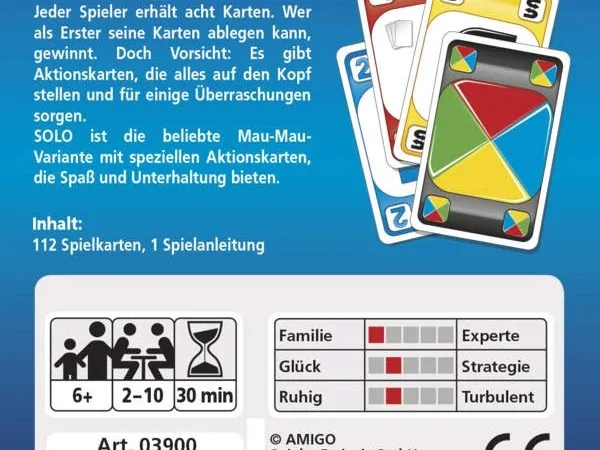 Jeder Spieler erhält acht Karten. Wer
als Erster seine Karten ablegen kann,
gewinnt. Doch Vorsicht: Es gibt
Aktionskarten, die alles auf den Kopf
stellen und für einige Überraschungen
sorgen.
SOLO ist die beliebte Mau-Mau-
Variante mit speziellen Aktionskarten,
die Spaß und Unterhaltung bieten.
2
2
Inhalt:
112 Spielkarten, 1 Spielanleitung
6+ 2–10 30 min
Familie Experte
Glück Strategie
Ruhig Turbulent
Art. 03900
© AMIGO
CE